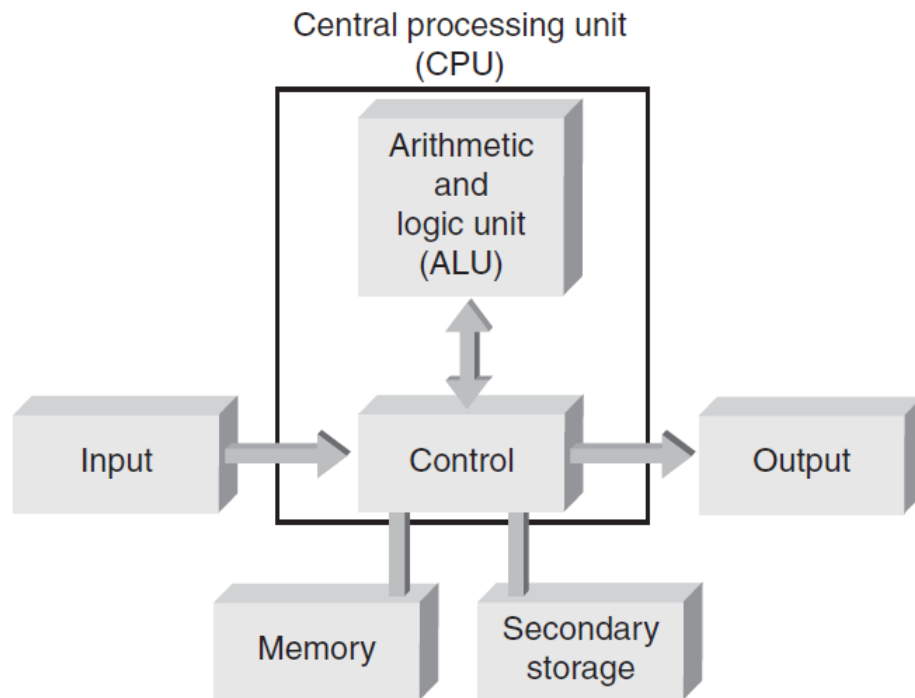 Central processing unit
(CPU)
Arithmetic
and
logic unit
(ALU)
Input
Control
Output
Memory
Secondary
storage